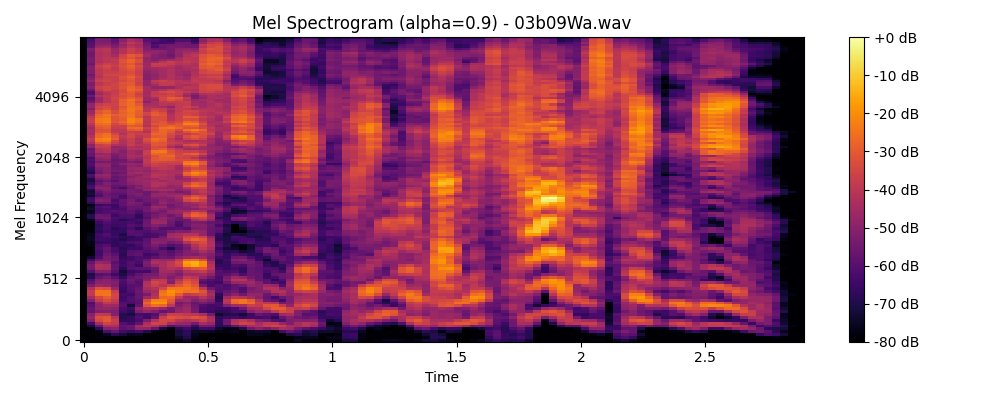 Mel Spectrogram (alpha=0.9) - 03b09Wa.wav
Mel Frequency
4096
2048
1024
512
0
0
0.5
1
1.5
2
2.5
Time
+0 dB
-10 dB
-20 dB
-30 dB
-40 dB
-50 dB
-60 dB
-70 dB
-80 dB